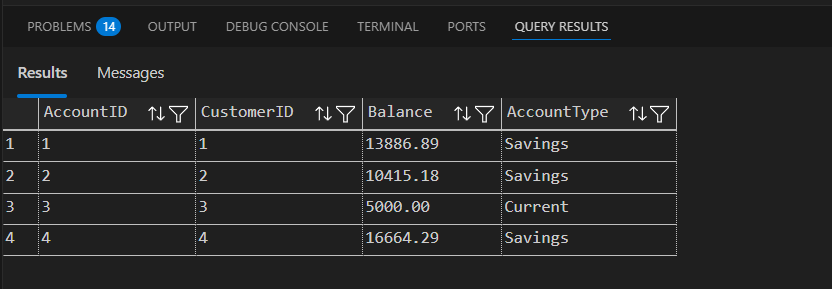 PROBLEMS 14 OUTPUT DEBUG CONSOLE TERMINAL PORTS QUERY RESULTS
Results Messages
AccountID CustomerID Balance AccountType
1 1 1 13886.89 Savings
2 2 2 10415.18 Savings
3 3 3 5000.00 Current
4 4 4 16664.29 Savings